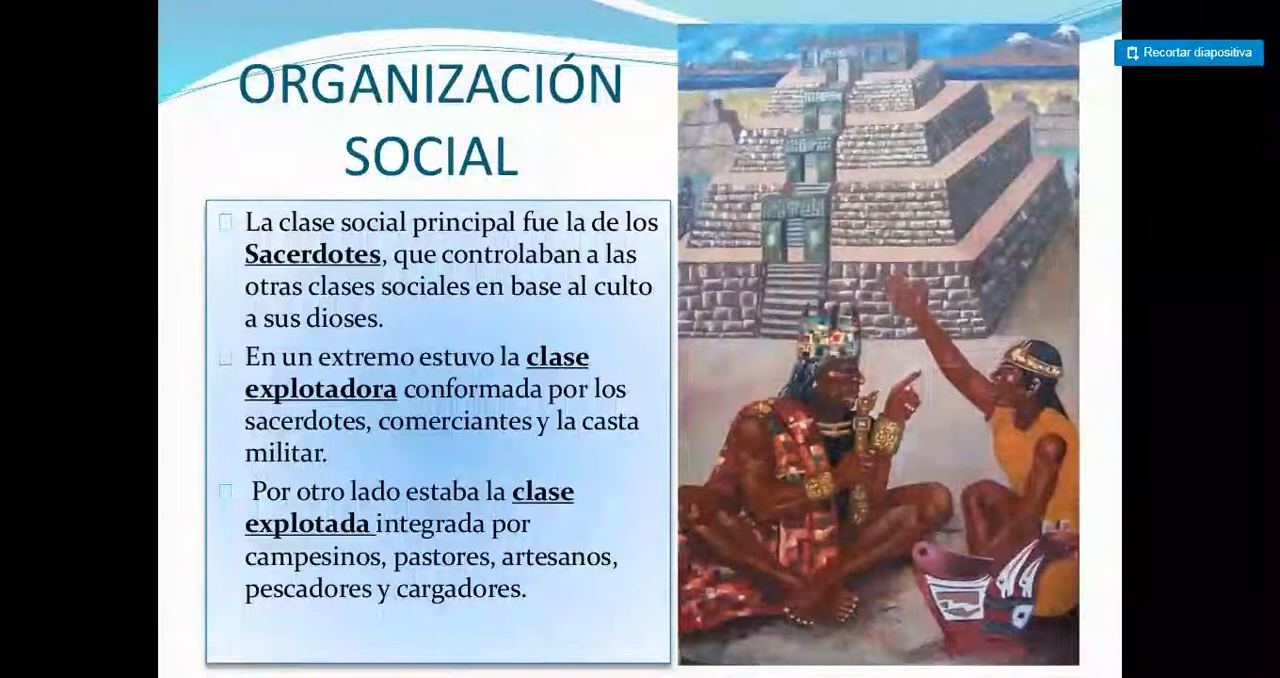 ORGANIZACIÓN
SOCIAL
Recortar diapositiva
La clase social principal fue la de los
Sacerdotes, que controlaban a las
otras clases sociales en base al culto
a sus dioses.
En un extremo estuvo la clase
explotadora conformada por los
sacerdotes, comerciantes y la casta
militar.
Por otro lado estaba la clase
explotada integrada por
campesinos, pastores, artesanos,
pescadores y cargadores.